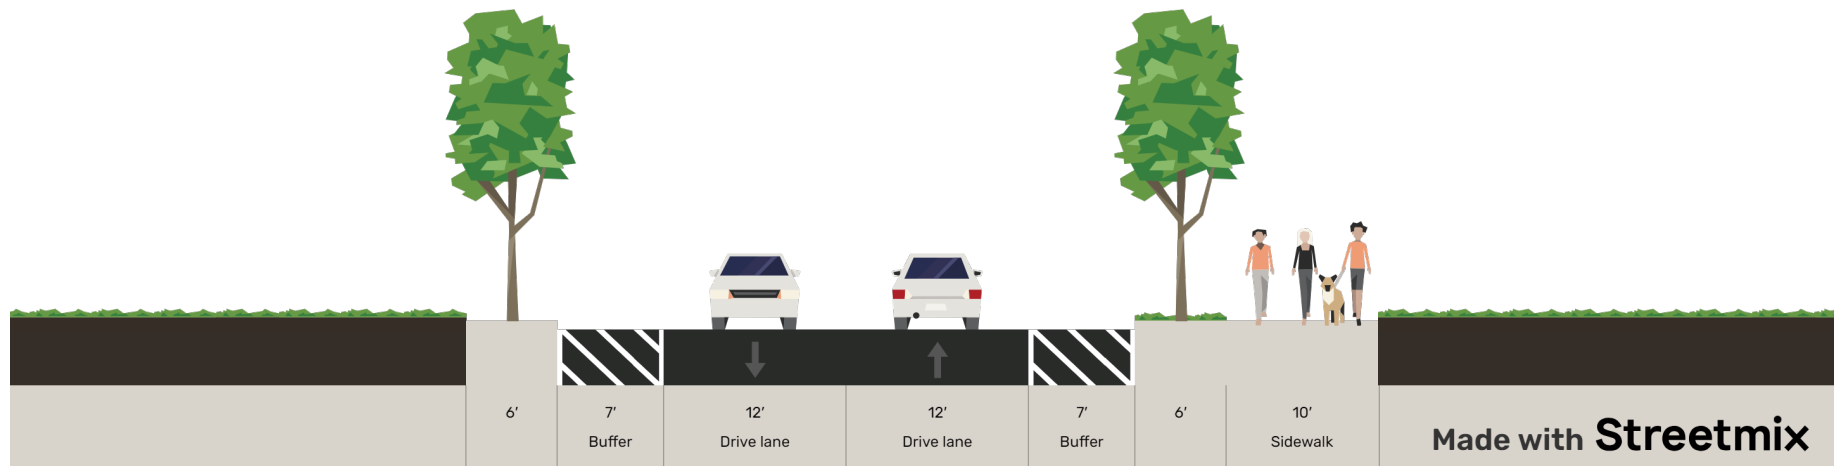 6′
7′
Buffer
12′
Drive lane
12′
Drive lane
7′
Buffer
6′
10′
Sidewalk
Made with Streetmix